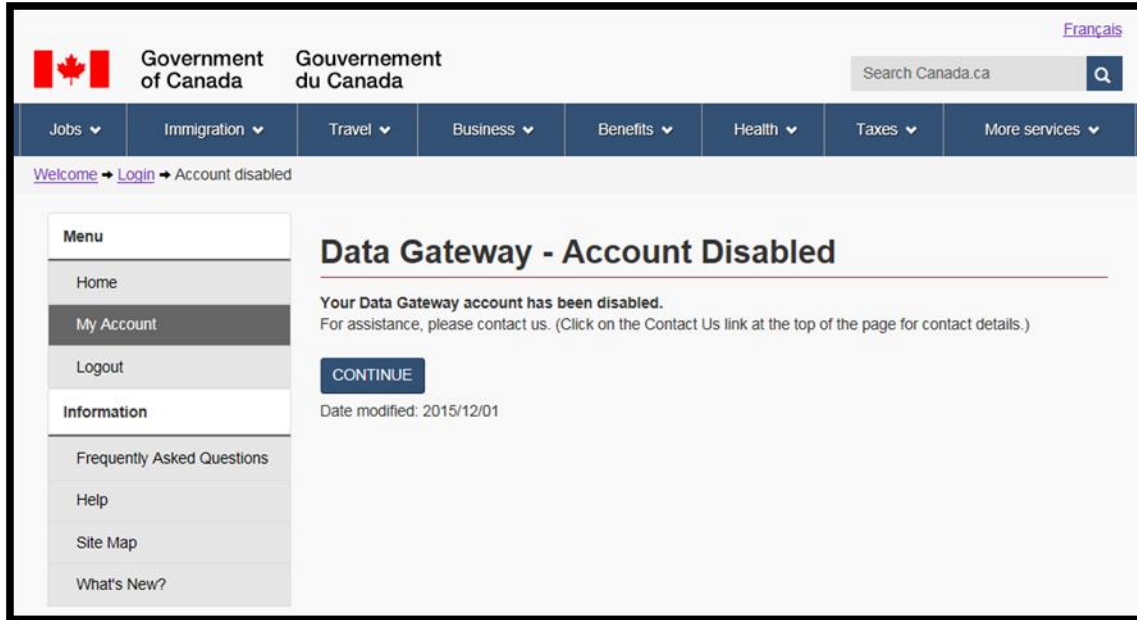 Français
Government of Canada
Gouvernement du Canada
Search Canada.ca
Jobs Immigration Travel Business Benefits Health Taxes More services
Welcome ➔ Login ➔ Account disabled
Menu
Home
My Account
Logout
Information
Frequently Asked Questions
Help
Site Map
What's New?
Data Gateway - Account Disabled
Your Data Gateway account has been disabled.
For assistance, please contact us. (Click on the Contact Us link at the top of the page for contact details.)
CONTINUE
Date modified: 2015/12/01